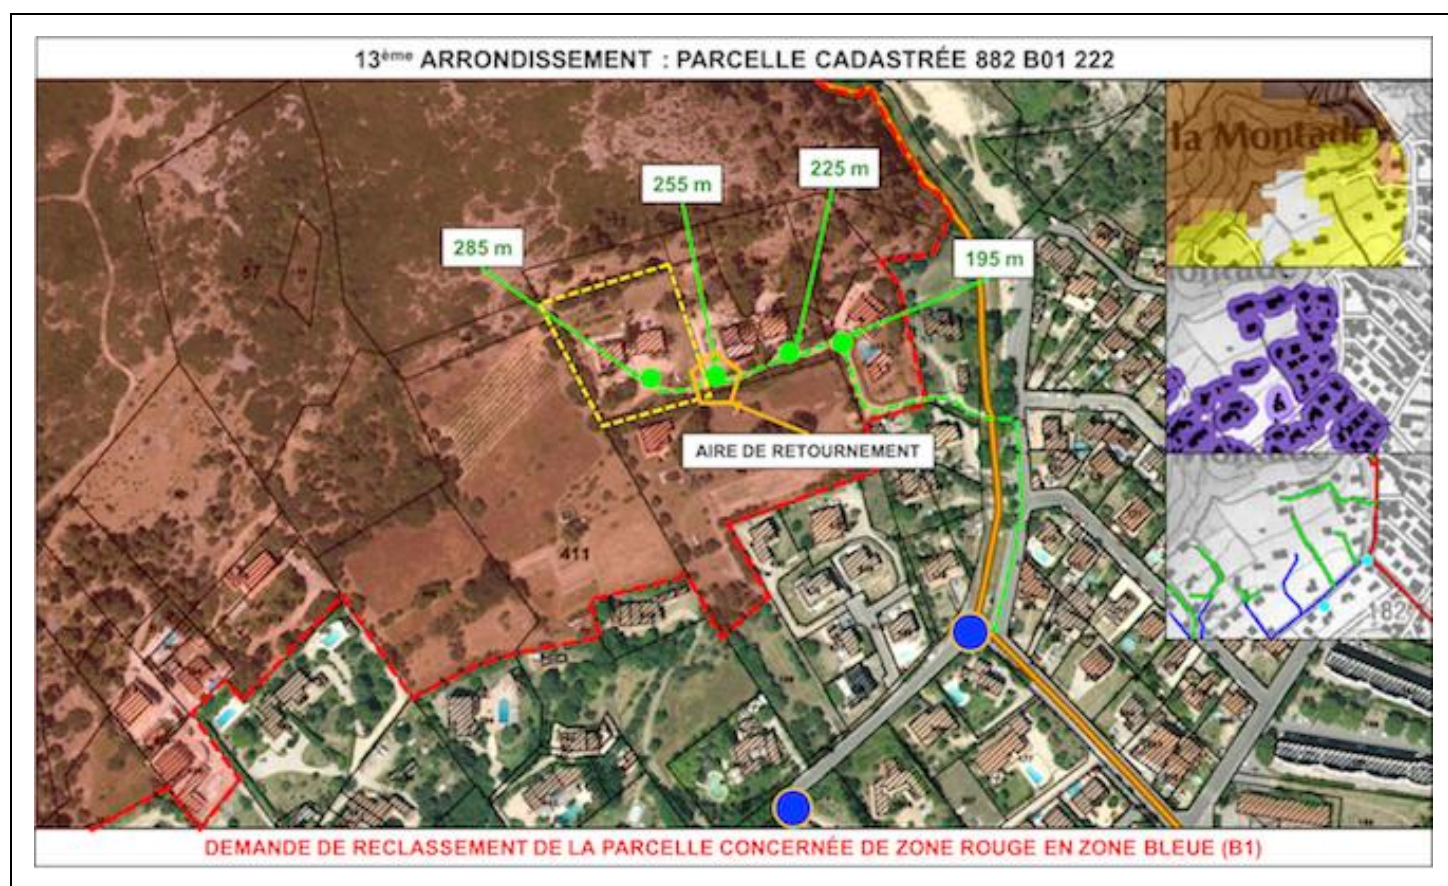 13ème ARRONDISSEMENT : PARCELLE CADASTRÉE 882 B01 222
la Montade
225 m
255 m
285 m
195 m
57
AIRE DE RETOURNEMENT
411
182
DEMANDE DE RECLASSEMENT DE LA PARCELLE CONCERNÉE DE ZONE ROUGE EN ZONE BLEUE (B1)